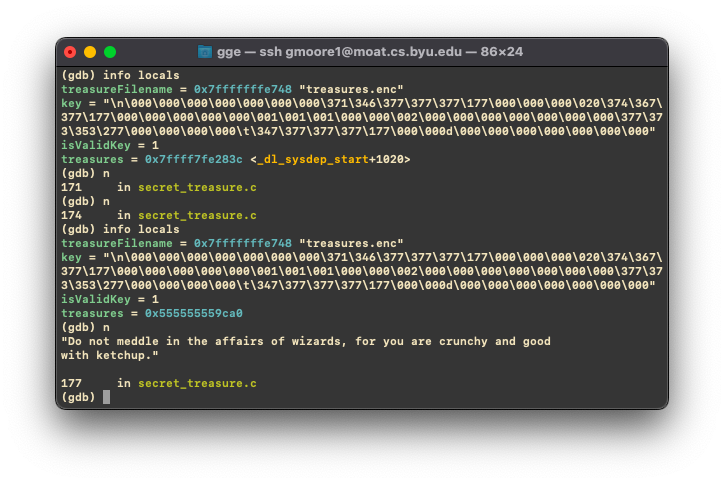 gge — ssh gmoore1@moat.cs.byu.edu — 86×24
(gdb) info locals
treasureFilename = 0x7fffffffe748 "treasures.enc"
key = "\n\000\000\000\000\000\000\000\371\346\377\377\377\177\000\000\000\020\374\367\
377\177\000\000\000\000\000\001\001\001\000\000\002\000\000\000\000\000\000\000\377\37
3\353\277\000\000\000\000\t\347\377\377\377\177\000\000d\000\000\000\000\000\000\000"
isValidKey = 1
treasures = 0x7ffff7fe283c <_dl_sysdep_start+1020>
(gdb) n
171     in secret_treasure.c
(gdb) n
174     in secret_treasure.c
(gdb) info locals
treasureFilename = 0x7fffffffe748 "treasures.enc"
key = "\n\000\000\000\000\000\000\000\371\346\377\377\377\177\000\000\000\020\374\367\
377\177\000\000\000\000\000\001\001\001\000\000\002\000\000\000\000\000\000\000\377\37
3\353\277\000\000\000\000\t\347\377\377\377\177\000\000d\000\000\000\000\000\000\000"
isValidKey = 1
treasures = 0x555555559ca0
(gdb) n
"Do not meddle in the affairs of wizards, for you are crunchy and good
with ketchup."
177     in secret_treasure.c
(gdb)